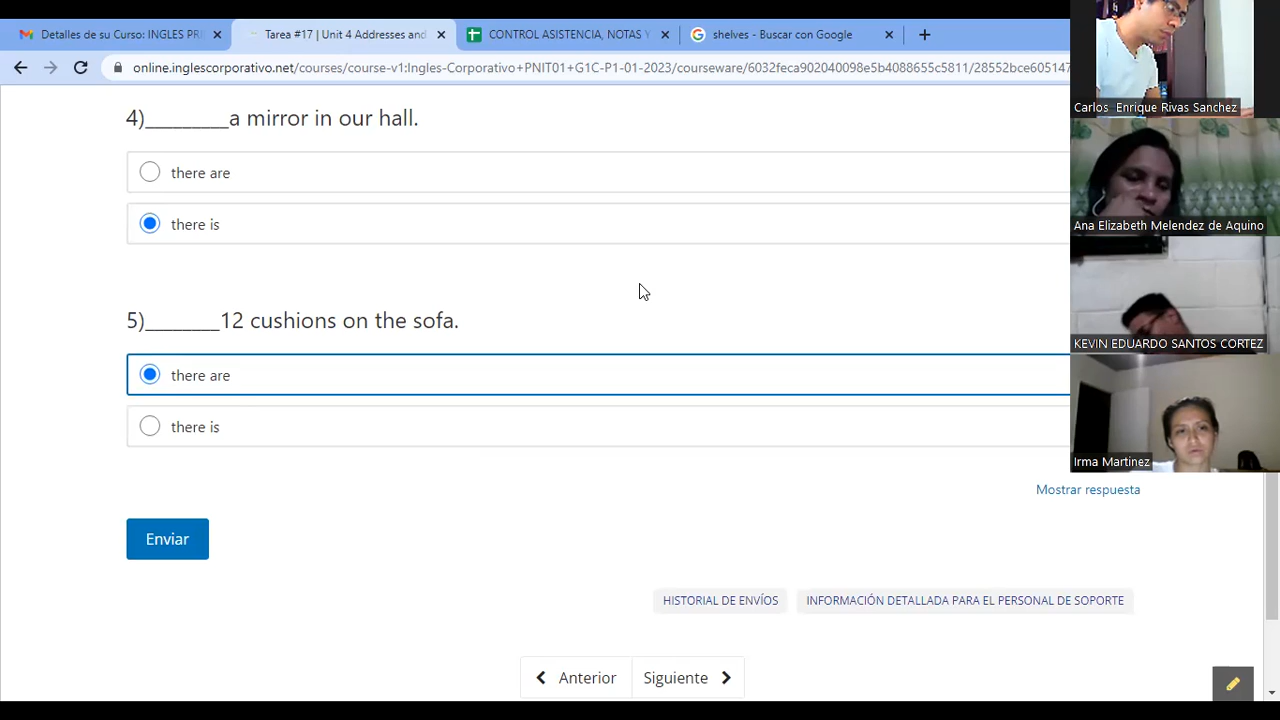 Detalles de su Curso: INGLES PRI
Tarea #17 | Unit 4 Addresses and
CONTROL ASISTENCIA, NOTAS Y
shelves - Buscar con Google
online.inglescorporativo.net/courses/course-v1:Ingles-Corporativo+PNIT01+G1C-P1-01-2023/courseware/6032feca902040098e5b4088655c5811/28552bce605147
4)_________a mirror in our hall.
there are
there is
5)________12 cushions on the sofa.
there are
there is
Mostrar respuesta
Enviar
HISTORIAL DE ENVÍOS
INFORMACIÓN DETALLADA PARA EL PERSONAL DE SOPORTE
Anterior
Siguiente
Carlos Enrique Rivas Sanchez
Ana Elizabeth Melendez de Aquino
KEVIN EDUARDO SANTOS CORTEZ
Irma Martinez